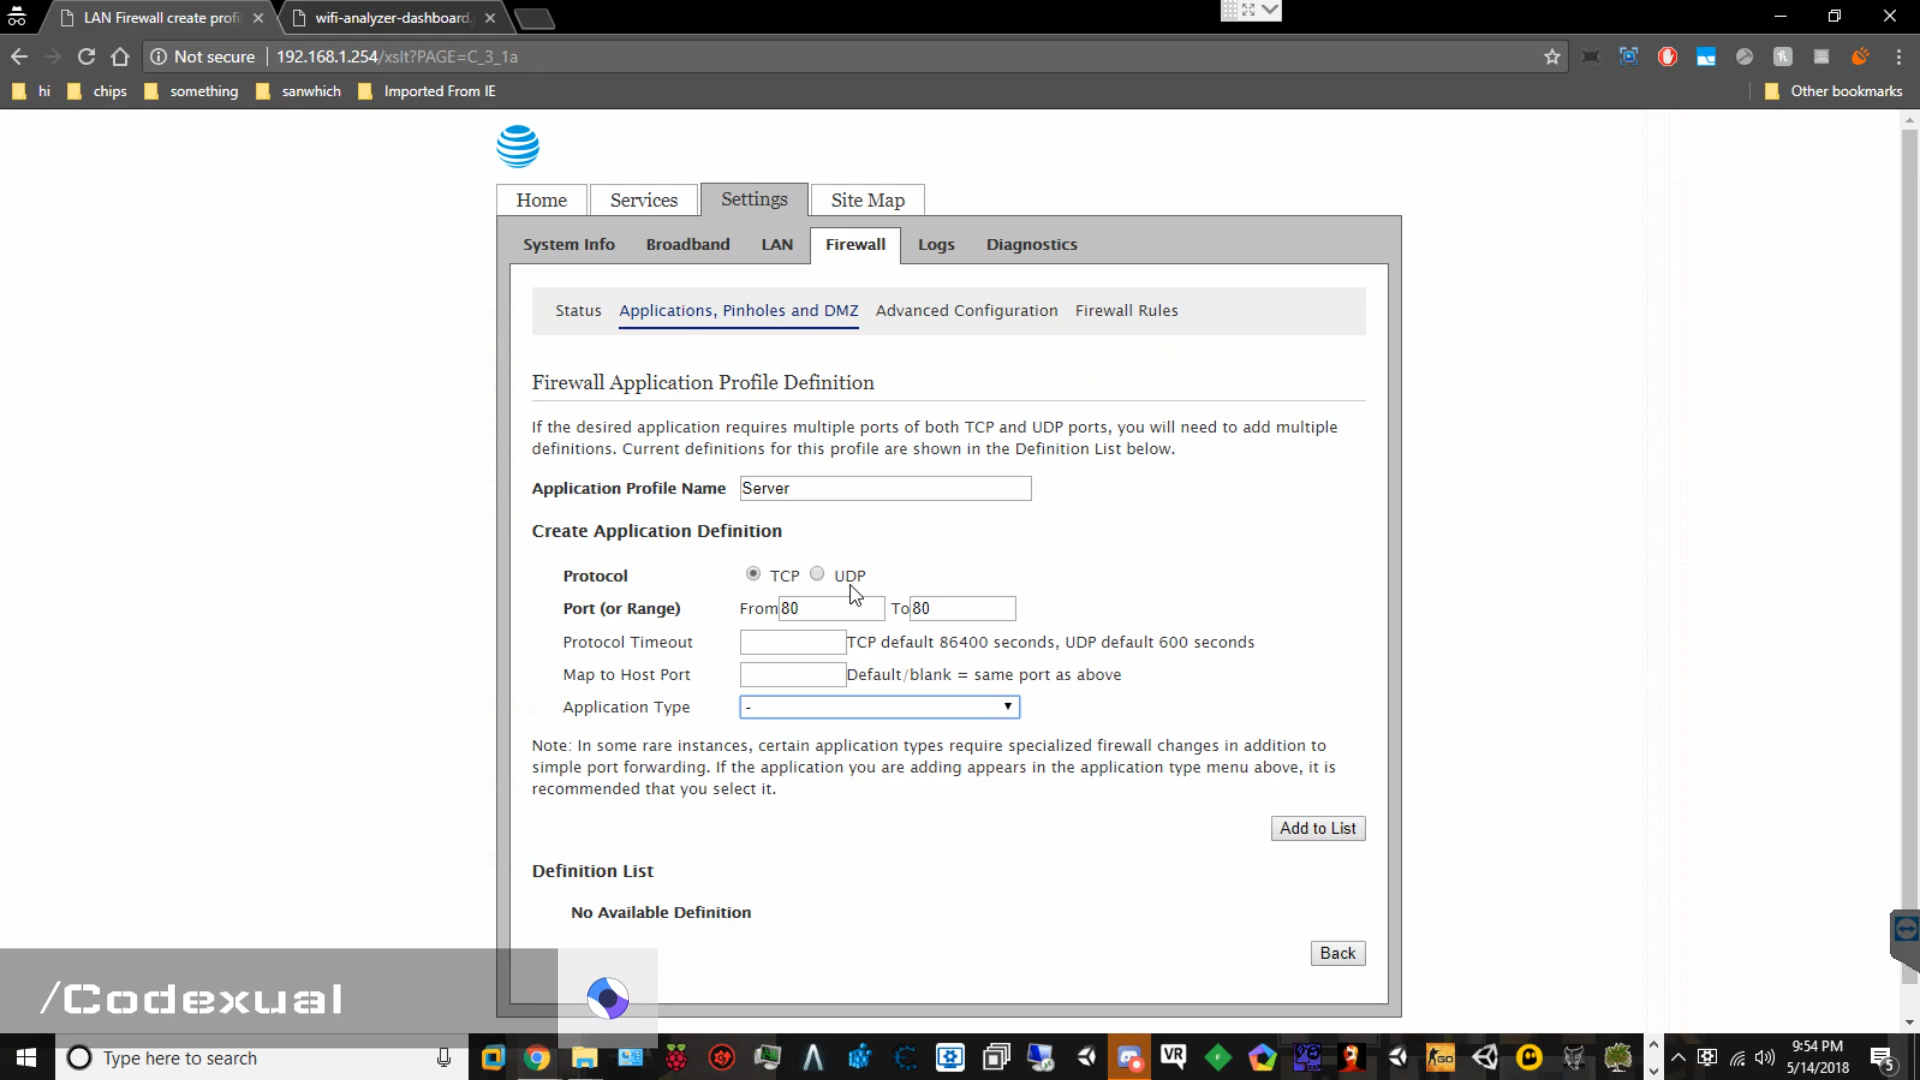 LAN Firewall create profi
wifi-analyzer-dashboard.
Not secure | 192.168.1.254/xslt?PAGE=C_3_1a
hi
chips
something
sanwhich
Imported From IE
Other bookmarks
Home
Services
Settings
Site Map
System Info
Broadband
LAN
Firewall
Logs
Diagnostics
Status
Applications, Pinholes and DMZ
Advanced Configuration
Firewall Rules
Firewall Application Profile Definition
If the desired application requires multiple ports of both TCP and UDP ports, you will need to add multiple
definitions. Current definitions for this profile are shown in the Definition List below.
Application Profile Name Server
Create Application Definition
Protocol TCP UDP
Port (or Range) From 80 To 80
Protocol Timeout TCP default 86400 seconds, UDP default 600 seconds
Map to Host Port Default/blank = same port as above
Application Type -
Note: In some rare instances, certain application types require specialized firewall changes in addition to
simple port forwarding. If the application you are adding appears in the application type menu above, it is
recommended that you select it.
Add to List
Definition List
No Available Definition
Back
/Codexual
Type here to search
VR
GO
9:54 PM
5/14/2018
5